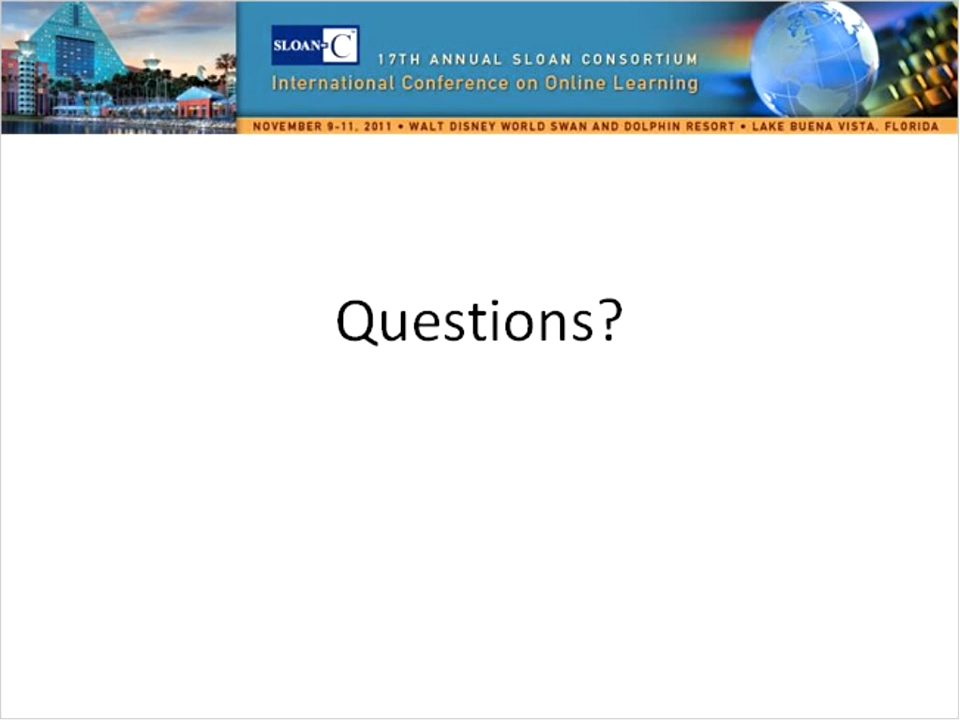 SLOAN-C
17TH ANNUAL SLOAN CONSORTIUM
International Conference on Online Learning
NOVEMBER 9-11, 2011 • WALT DISNEY WORLD SWAN AND DOLPHIN RESORT • LAKE BUENA VISTA, FLORIDA
Questions?